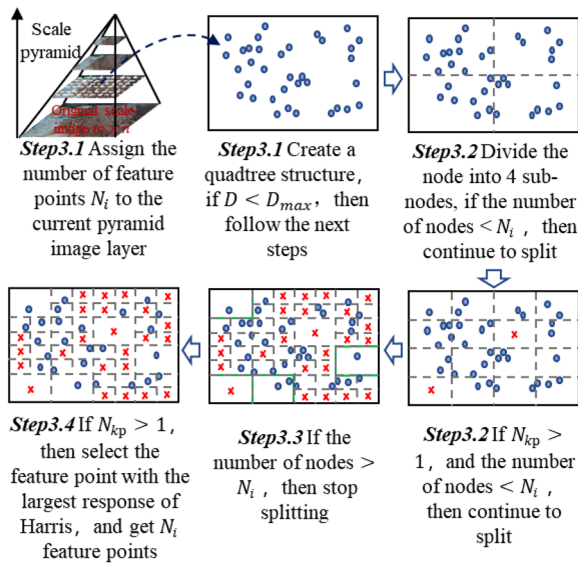 Scale
pyramid
Original scale
image m × n
Step3.1 Assign the
number of feature
points Nᵢ to the
current pyramid
image layer
Step3.1 Create a
quadtree structure,
if D < Dₘₐₓ, then
follow the next
steps
Step3.2 Divide the
node into 4 sub-
nodes, if the number
of nodes < Nᵢ , then
continue to split
Step3.4 If Nₖₚ > 1,
then select the
feature point with the
largest response of
Harris, and get Nᵢ
feature points
Step3.3 If the
number of nodes >
Nᵢ , then stop
splitting
Step3.2 If Nₖₚ >
1, and the number
of nodes < Nᵢ ,
then continue to
split